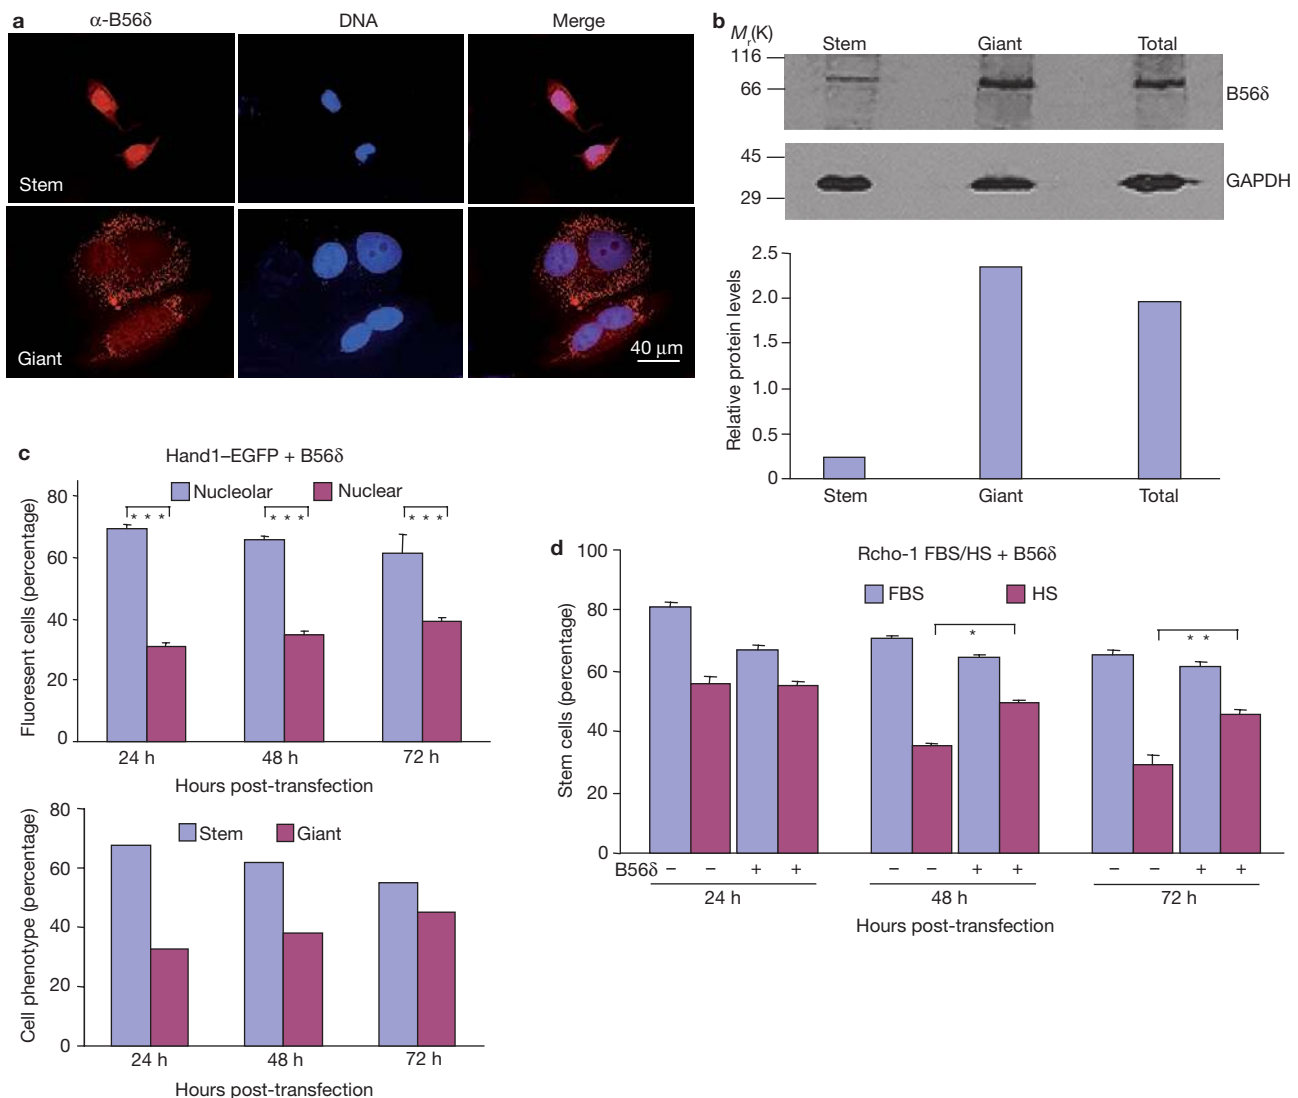 a
α-B56δ DNA Merge
Stem
Giant
40 μm
b
Mr(K)
Stem Giant Total
116
66
B56δ
45
29
GAPDH
Relative protein levels
2.5
2.0
1.5
1.0
0.5
0
Stem Giant Total
c
Hand1–EGFP + B56δ
Nucleolar Nuclear
Fluoresent cells (percentage)
80
60
40
20
0
* * * * * * * * *
24 h 48 h 72 h
Hours post-transfection
Cell phenotype (percentage)
80
60
40
20
0
Stem Giant
24 h 48 h 72 h
Hours post-transfection
d
Rcho-1 FBS/HS + B56δ
FBS HS
Stem cells (percentage)
100
80
60
40
20
0
* * *
B56δ – – + + – – + + – – + +
24 h 48 h 72 h
Hours post-transfection